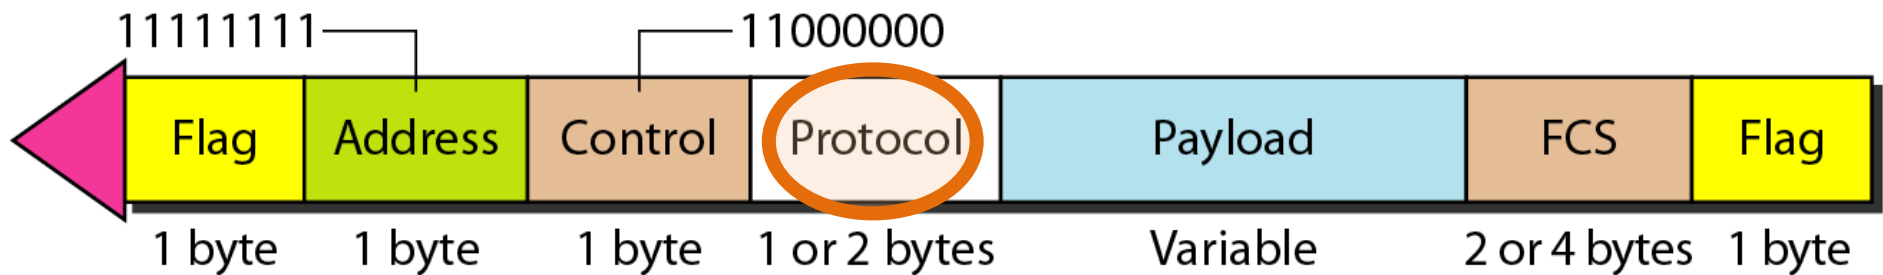 11111111 11000000
Flag Address Control Protocol Payload FCS Flag
1 byte 1 byte 1 byte 1 or 2 bytes Variable 2 or 4 bytes 1 byte